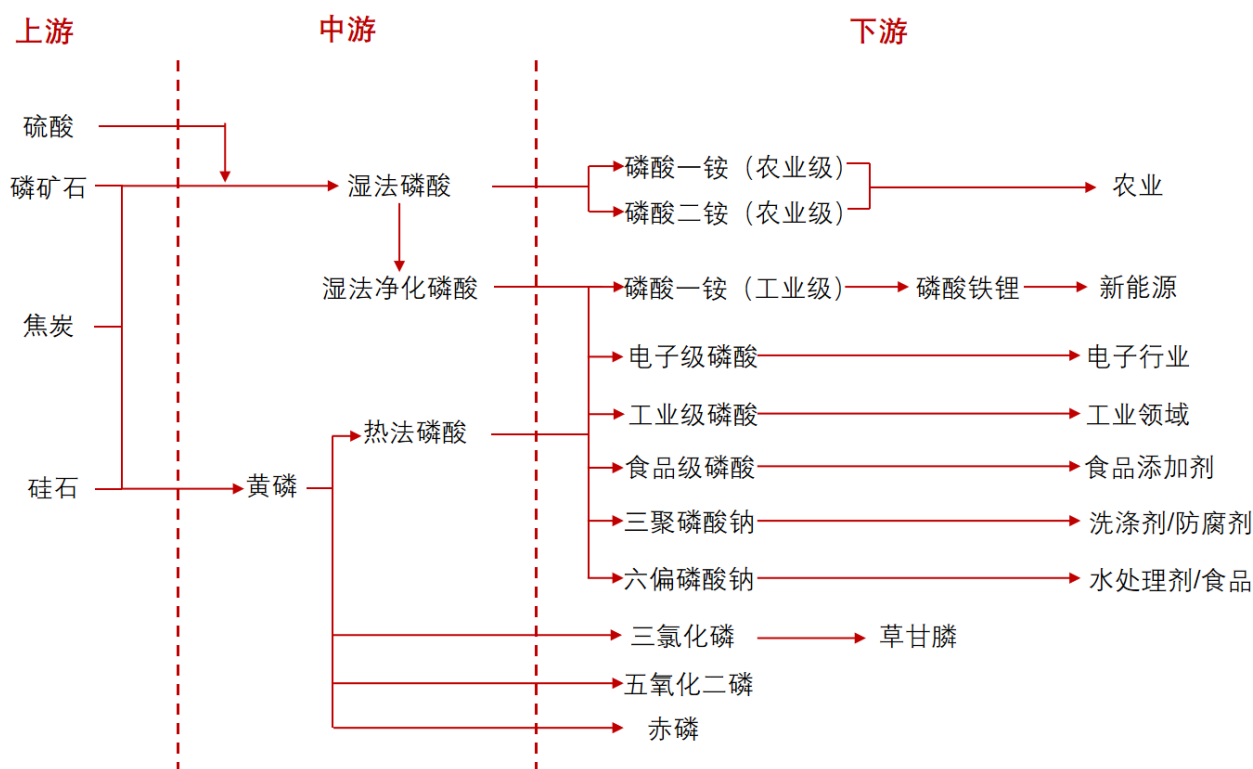 上游
中游
下游
硫酸
磷矿石
湿法磷酸
磷酸一铵（农业级）
磷酸二铵（农业级）
农业
湿法净化磷酸
磷酸一铵（工业级）
磷酸铁锂
新能源
焦炭
电子级磷酸
电子行业
工业级磷酸
工业领域
热法磷酸
食品级磷酸
食品添加剂
硅石
黄磷
三聚磷酸钠
洗涤剂/防腐剂
六偏磷酸钠
水处理剂/食品
三氯化磷
草甘膦
五氧化二磷
赤磷